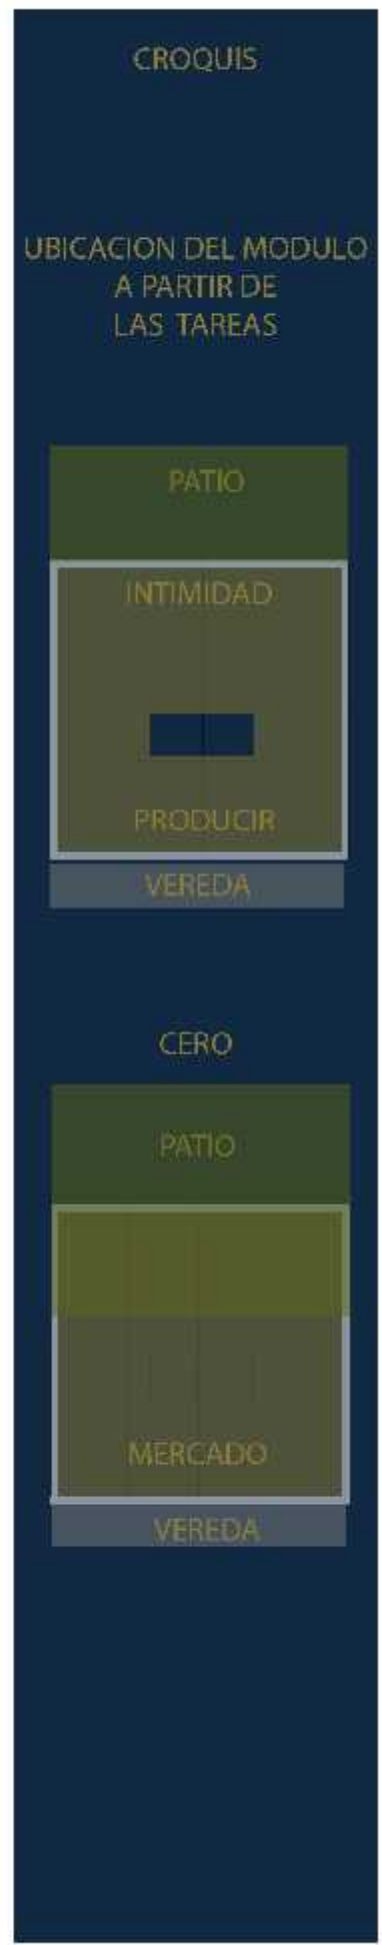 CROQUIS
UBICACION DEL MODULO
A PARTIR DE
LAS TAREAS
PATIO
INTIMIDAD
PRODUCIR
VEREDA
CERO
PATIO
MERCADO
VEREDA